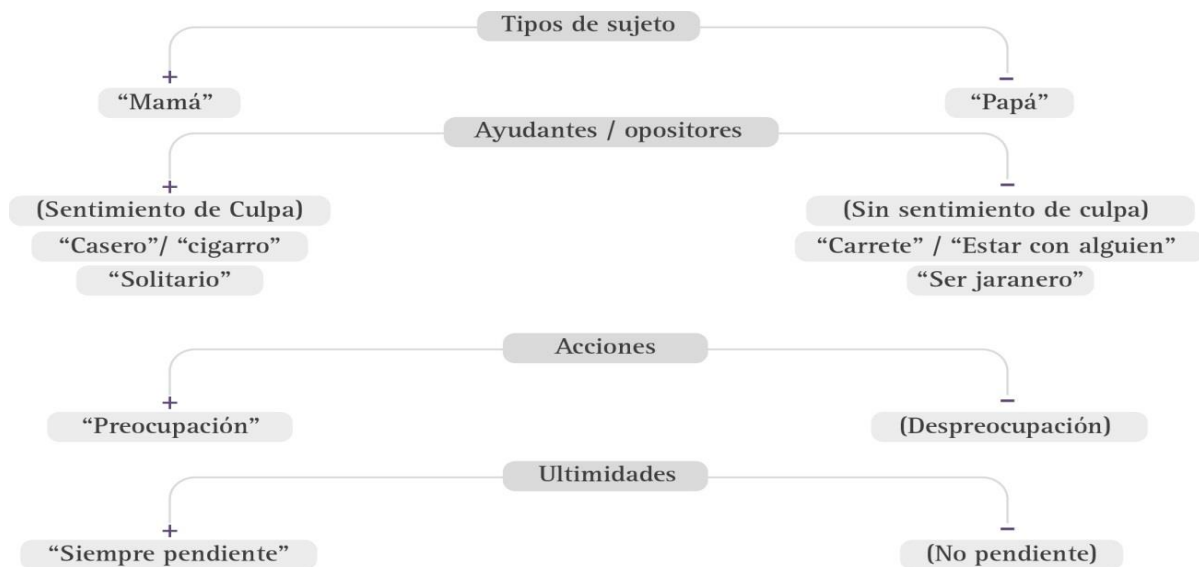 Tipos de sujeto
+ −
“Mamá” “Papá”
Ayudantes / opositores
+ −
(Sentimiento de Culpa) (Sin sentimiento de culpa)
“Casero”/ “cigarro” “Carrete” / “Estar con alguien”
“Solitario” “Ser jaranero”
Acciones
+ −
“Preocupación” (Despreocupación)
Ultimidades
+ −
“Siempre pendiente” (No pendiente)